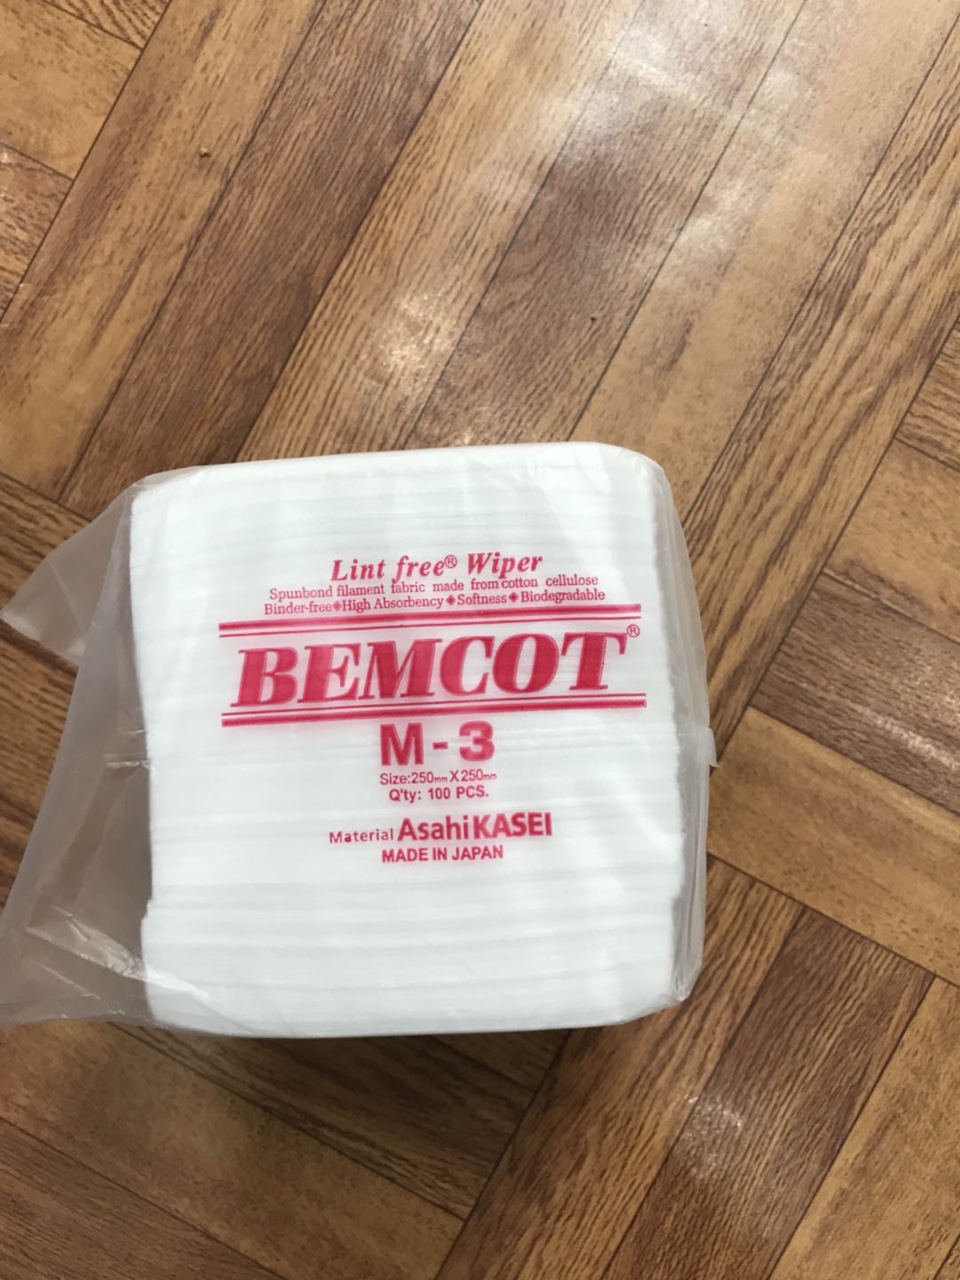 Lint free® Wiper
Spunbond filament fabric made from cotton cellulose
Binder-free◆High Absorbency◆Softness◆Biodegradable
BEMCOT®
M-3
Size:250mm X 250mm
Q'ty: 100 PCS.
Material AsahiKASEI
MADE IN JAPAN